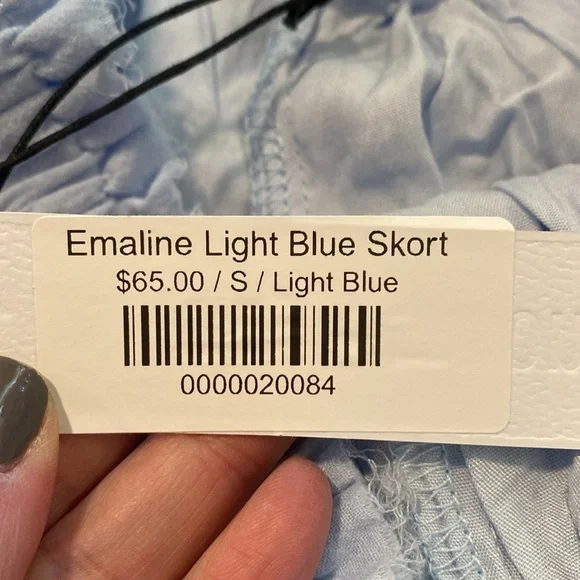 Emaline Light Blue Skort
$65.00 / S / Light Blue
0000020084